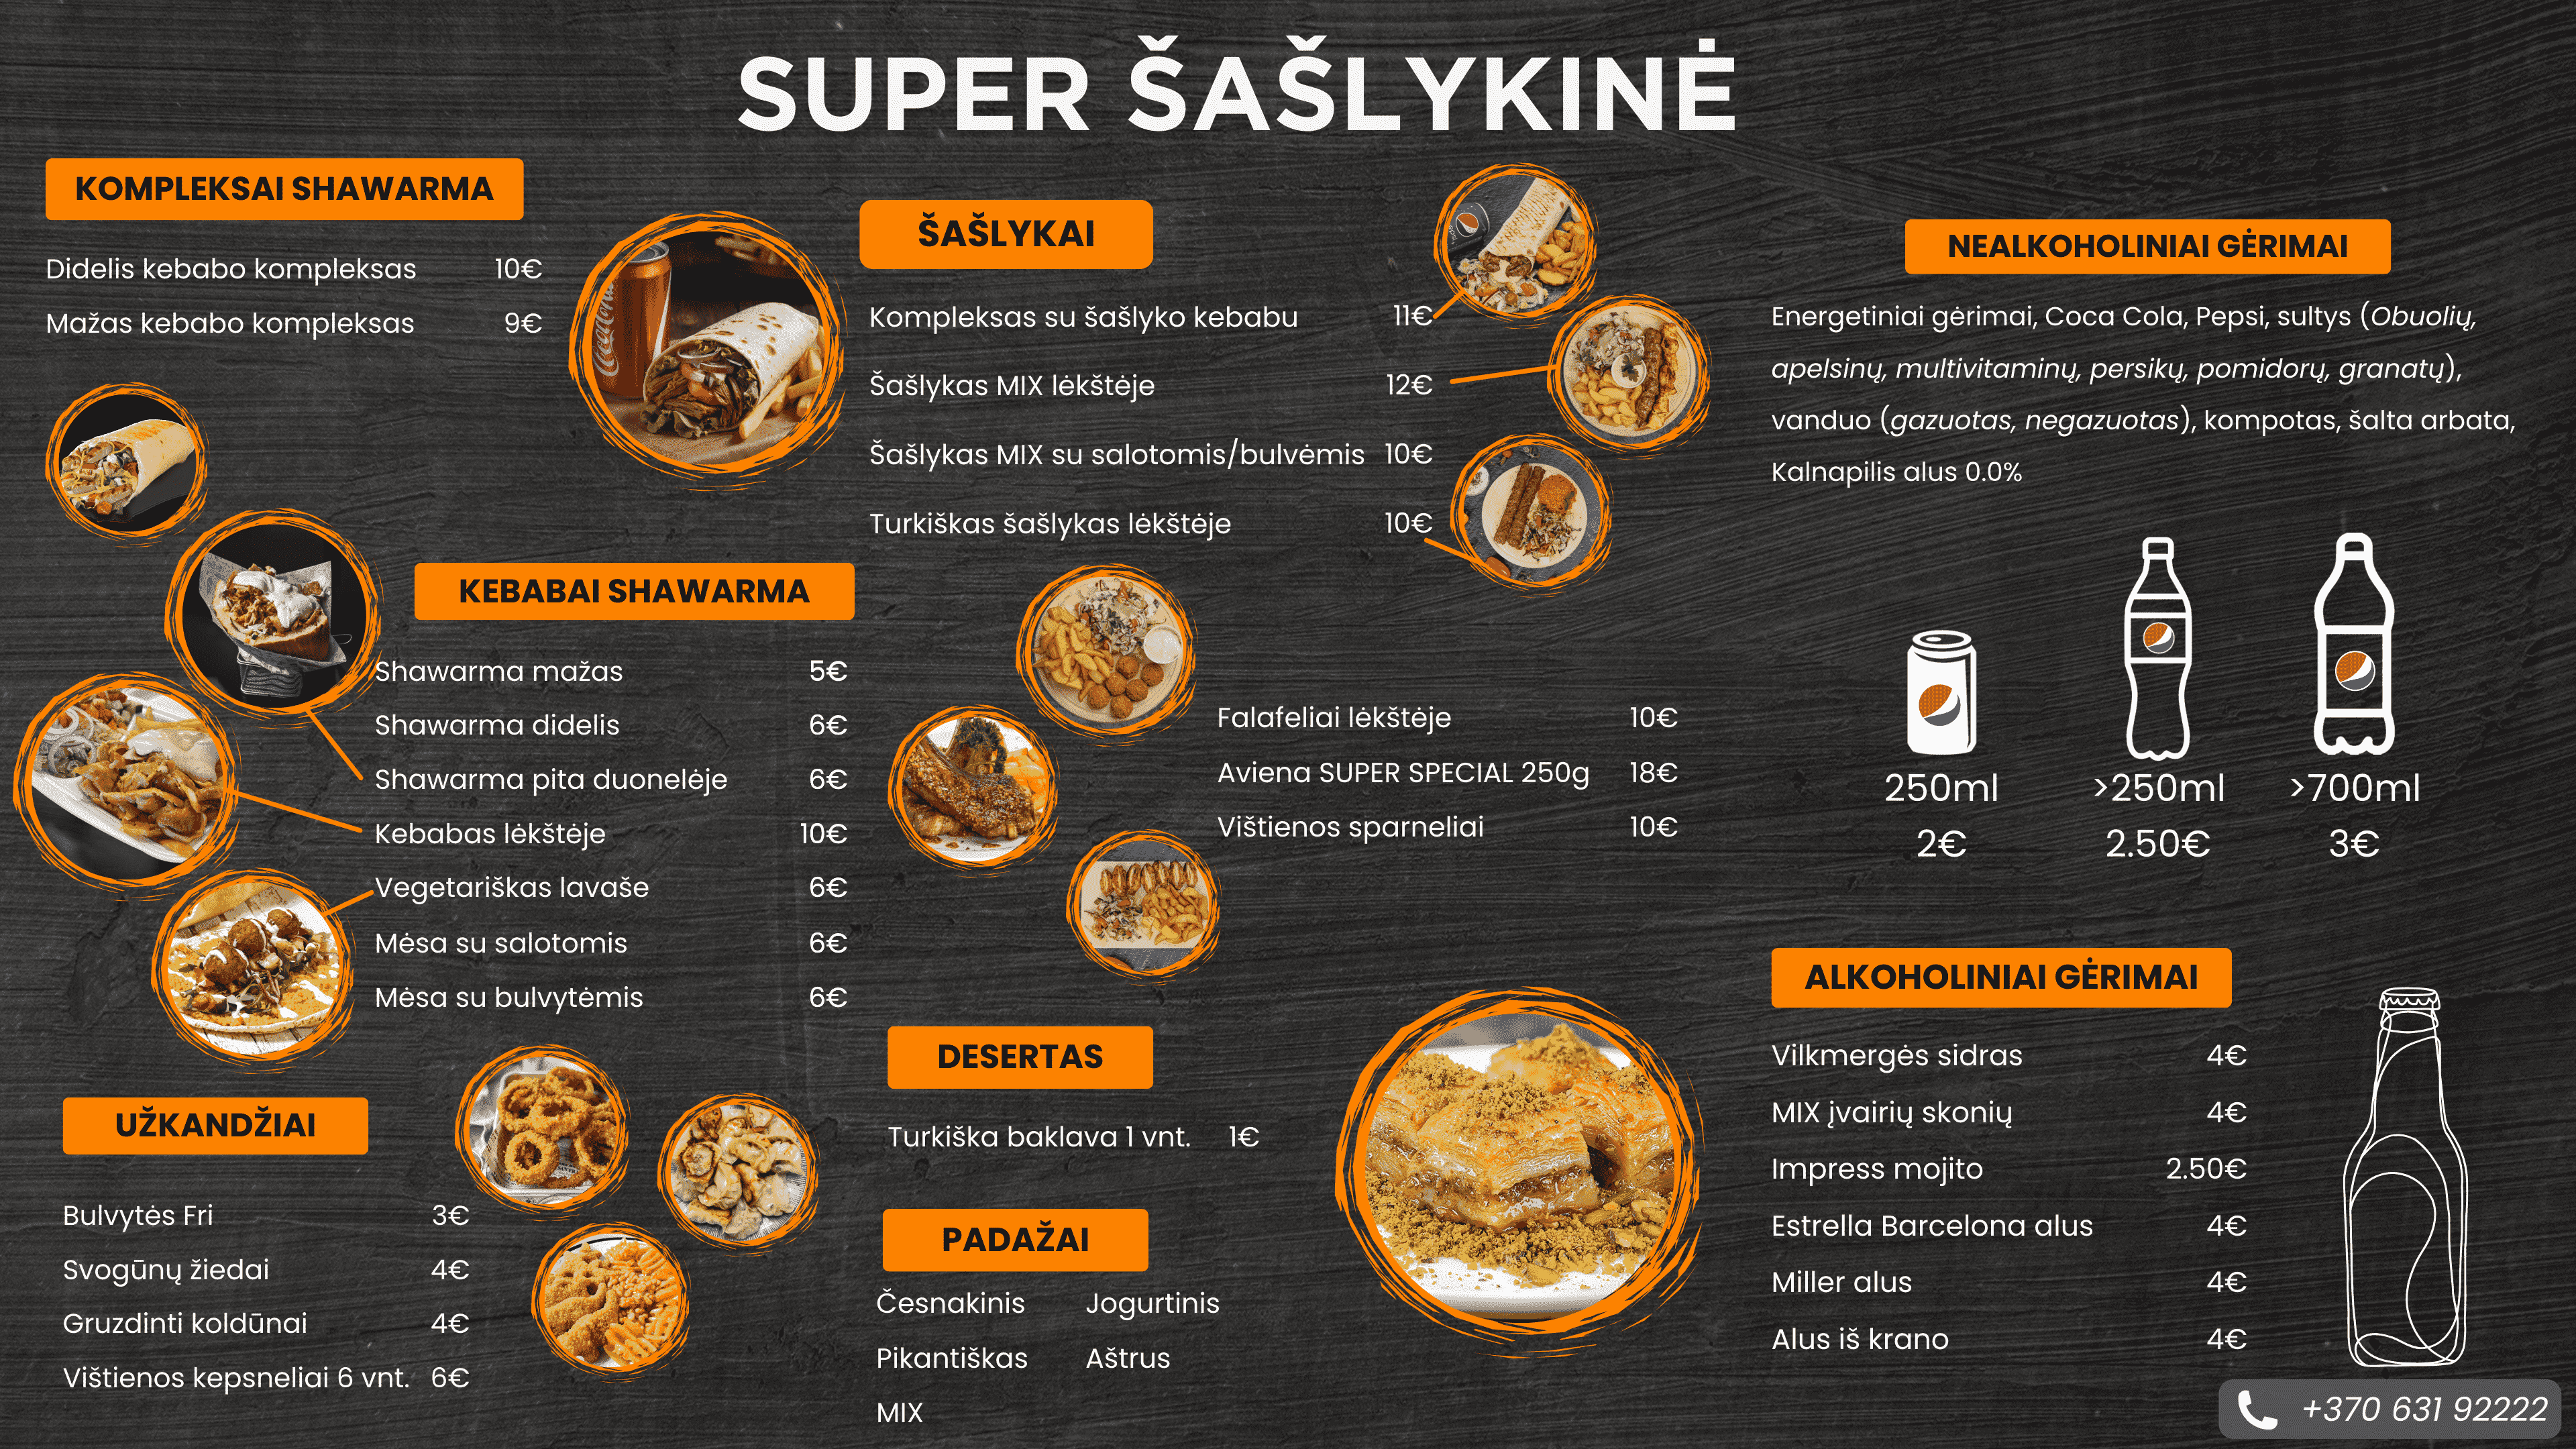 SUPER ŠAŠLYKINĖ
KOMPLEKSAI SHAWARMA
Didelis kebabo kompleksas 10€
Mažas kebabo kompleksas 9€
ŠAŠLYKAI
Kompleksas su šašlyko kebabu 11€
Šašlykas MIX lėkštėje 12€
Šašlykas MIX su salotomis/bulvėmis 10€
Turkiškas šašlykas lėkštėje 10€
NEALKOHOLINIAI GĖRIMAI
Energetiniai gėrimai, Coca Cola, Pepsi, sultys (Obuolių,
apelsinų, multivitaminų, persikų, pomidorų, granatų),
vanduo (gazuotas, negazuotas), kompotas, šalta arbata,
Kalnapilis alus 0.0%
250ml >250ml >700ml
2€ 2.50€ 3€
KEBABAI SHAWARMA
Shawarma mažas 5€
Shawarma didelis 6€
Shawarma pita duonelėje 6€
Kebabas lėkštėje 10€
Vegetariškas lavaše 6€
Mėsa su salotomis 6€
Mėsa su bulvytėmis 6€
Falafeliai lėkštėje 10€
Aviena SUPER SPECIAL 250g 18€
Vištienos sparneliai 10€
UŽKANDŽIAI
Bulvytės Fri 3€
Svogūnų žiedai 4€
Gruzdinti koldūnai 4€
Vištienos kepsneliai 6 vnt. 6€
DESERTAS
Turkiška baklava 1 vnt. 1€
PADAŽAI
Česnakinis Jogurtinis
Pikantiškas Aštrus
MIX
ALKOHOLINIAI GĖRIMAI
Vilkmergės sidras 4€
MIX įvairių skonių 4€
Impress mojito 2.50€
Estrella Barcelona alus 4€
Miller alus 4€
Alus iš krano 4€
+370 631 92222